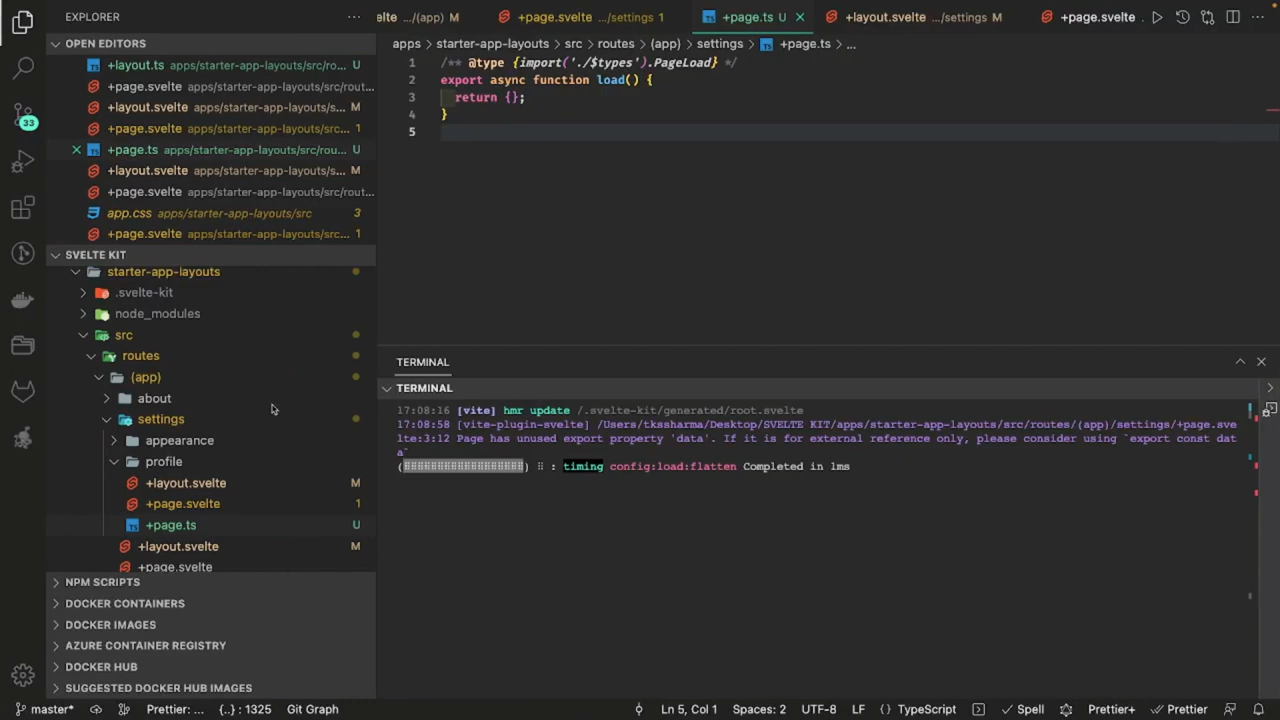 EXPLORER
OPEN EDITORS
+layout.ts apps/starter-app-layouts/src/ro... U
+page.svelte apps/starter-app-layouts/src/rout...
+layout.svelte apps/starter-app-layouts/s... M
+page.svelte apps/starter-app-layouts/src... 1
+page.ts apps/starter-app-layouts/src/rou... U
+layout.svelte apps/starter-app-layouts/s... M
+page.svelte apps/starter-app-layouts/src/rout...
app.css apps/starter-app-layouts/src 3
+page.svelte apps/starter-app-layouts/src... 1
SVELTE KIT
starter-app-layouts
.svelte-kit
node_modules
src
routes
(app)
about
settings
appearance
profile
+layout.svelte M
+page.svelte 1
+page.ts U
+layout.svelte M
+page.svelte
NPM SCRIPTS
DOCKER CONTAINERS
DOCKER IMAGES
AZURE CONTAINER REGISTRY
DOCKER HUB
SUGGESTED DOCKER HUB IMAGES
33
elte .../(app) M +page.svelte .../settings 1 +page.ts U +layout.svelte .../settings M +page.svelte .../settings
apps > starter-app-layouts > src > routes > (app) > settings > +page.ts > ...
1 /** @type {import('./$types').PageLoad} */
2 export async function load() {
3 return {};
4 }
5
TERMINAL
TERMINAL
17:08:16 [vite] hmr update /.svelte-kit/generated/root.svelte
17:08:58 [vite-plugin-svelte] /Users/tkssharma/Desktop/SVELTE KIT/apps/starter-app-layouts/src/routes/(app)/settings/+page.sve
lte:3:12 Page has unused export property 'data'. If it is for external reference only, please consider using `export const dat
a`
(⠿⠿⠿⠿⠿⠿⠿⠿⠿⠿⠿⠿⠿⠿⠿⠿⠿⠿) ⠿ : timing config:load:flatten Completed in 1ms
master* Prettier: ... {..} : 1325 Git Graph Ln 5, Col 1 Spaces: 2 UTF-8 LF {} TypeScript Spell Prettier+ Prettier